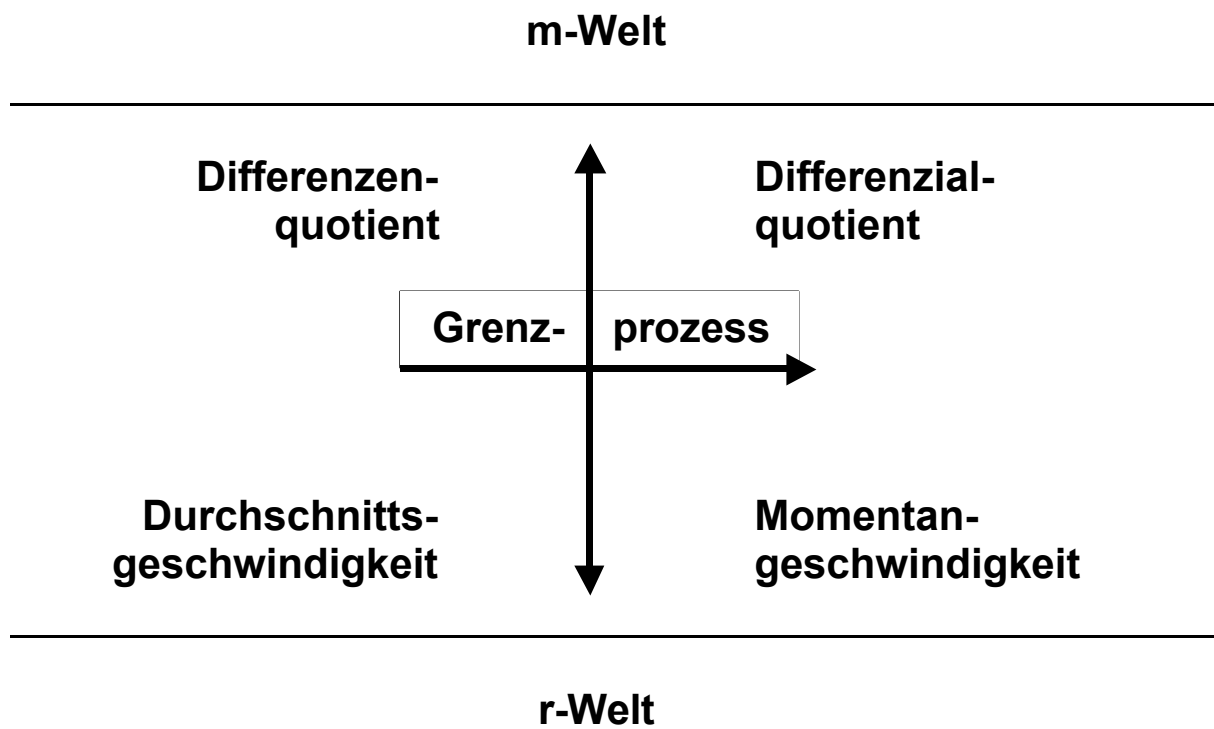 m-Welt
Differenzen-
quotient
Differenzial-
quotient
Grenz- prozess
Durchschnitts-
geschwindigkeit
Momentan-
geschwindigkeit
r-Welt